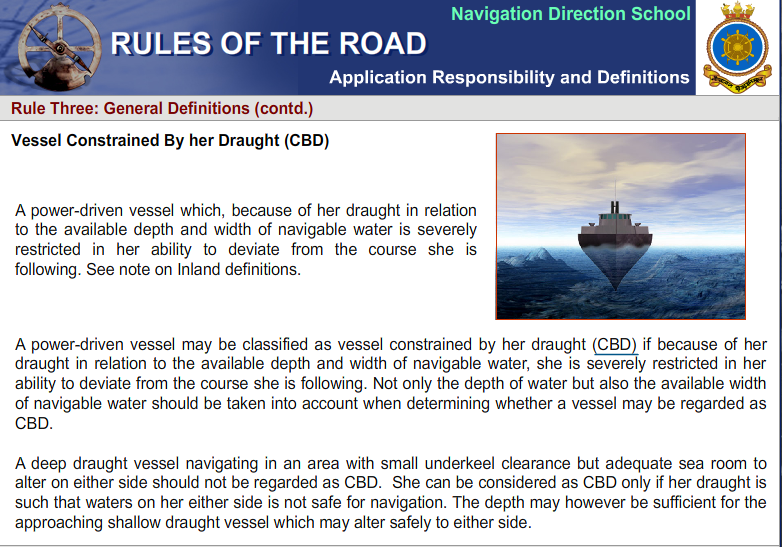 Navigation Direction School
RULES OF THE ROAD
Application Responsibility and Definitions
Rule Three: General Definitions (contd.)
Vessel Constrained By her Draught (CBD)
A power-driven vessel which, because of her draught in relation
to the available depth and width of navigable water is severely
restricted in her ability to deviate from the course she is
following. See note on Inland definitions.
A power-driven vessel may be classified as vessel constrained by her draught (CBD) if because of her
draught in relation to the available depth and width of navigable water, she is severely restricted in her
ability to deviate from the course she is following. Not only the depth of water but also the available width
of navigable water should be taken into account when determining whether a vessel may be regarded as
CBD.
A deep draught vessel navigating in an area with small underkeel clearance but adequate sea room to
alter on either side should not be regarded as CBD. She can be considered as CBD only if her draught is
such that waters on her either side is not safe for navigation. The depth may however be sufficient for the
approaching shallow draught vessel which may alter safely to either side.